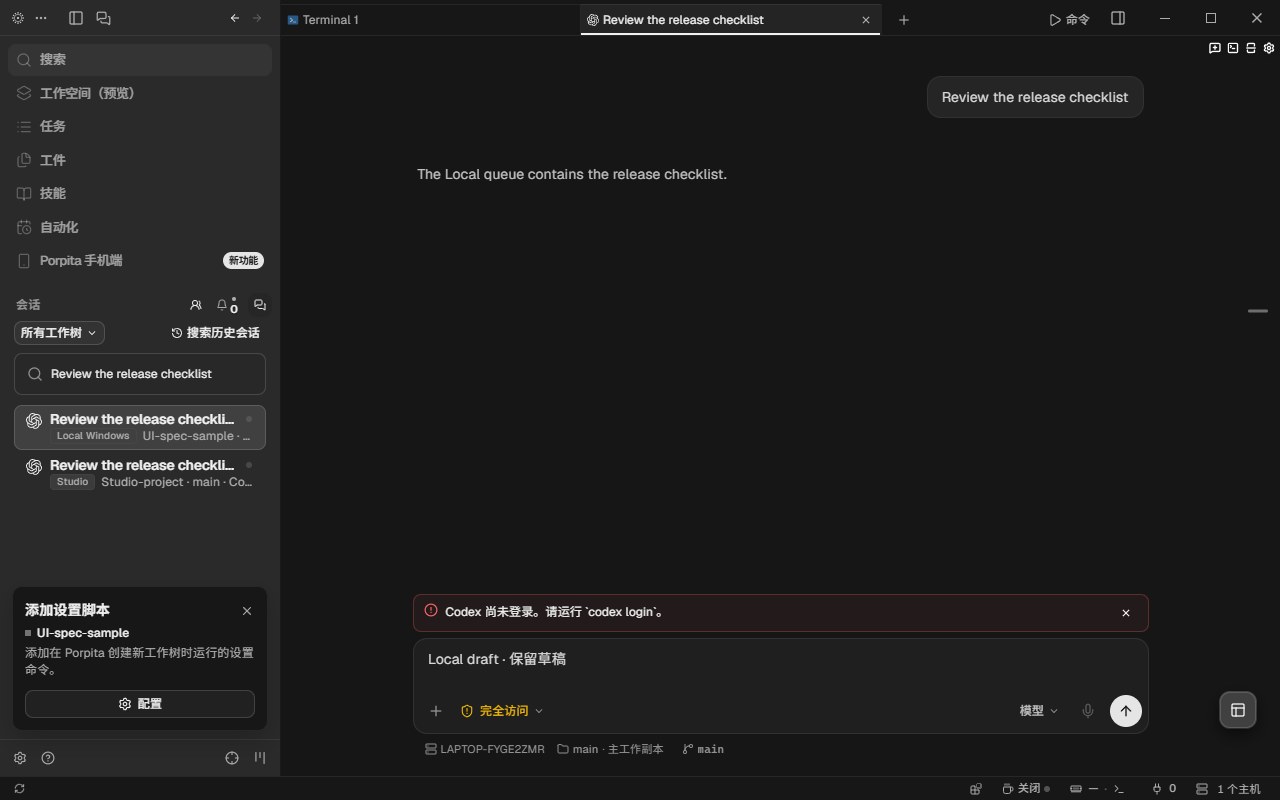 Terminal 1
Review the release checklist
命令
搜索
工作空间（预览）
任务
工件
技能
自动化
Porpita 手机端
新功能
会话
0
所有工作树
搜索历史会话
Review the release checklist
Review the release checkli...
Local Windows UI-spec-sample · ...
Review the release checkli...
Studio Studio-project · main · Co...
添加设置脚本
UI-spec-sample
添加在 Porpita 创建新工作树时运行的设置
命令。
配置
Review the release checklist
The Local queue contains the release checklist.
Codex 尚未登录。请运行 `codex login`。
Local draft · 保留草稿
完全访问
模型
LAPTOP-FYGE2ZMR
main · 主工作副本
main
关闭
— ·
0
1 个主机